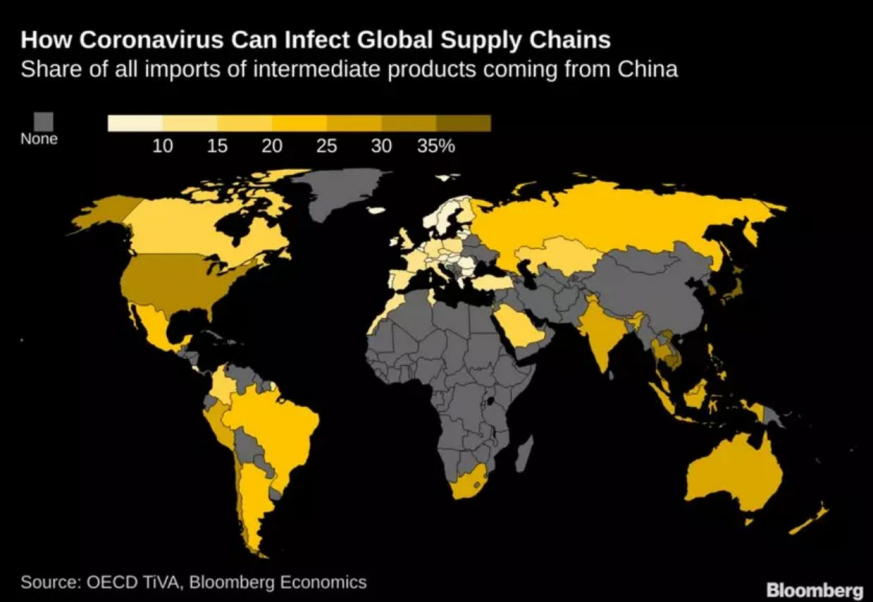 How Coronavirus Can Infect Global Supply Chains
Share of all imports of intermediate products coming from China
None
10 15 20 25 30 35%
Source: OECD TiVA, Bloomberg Economics
Bloomberg